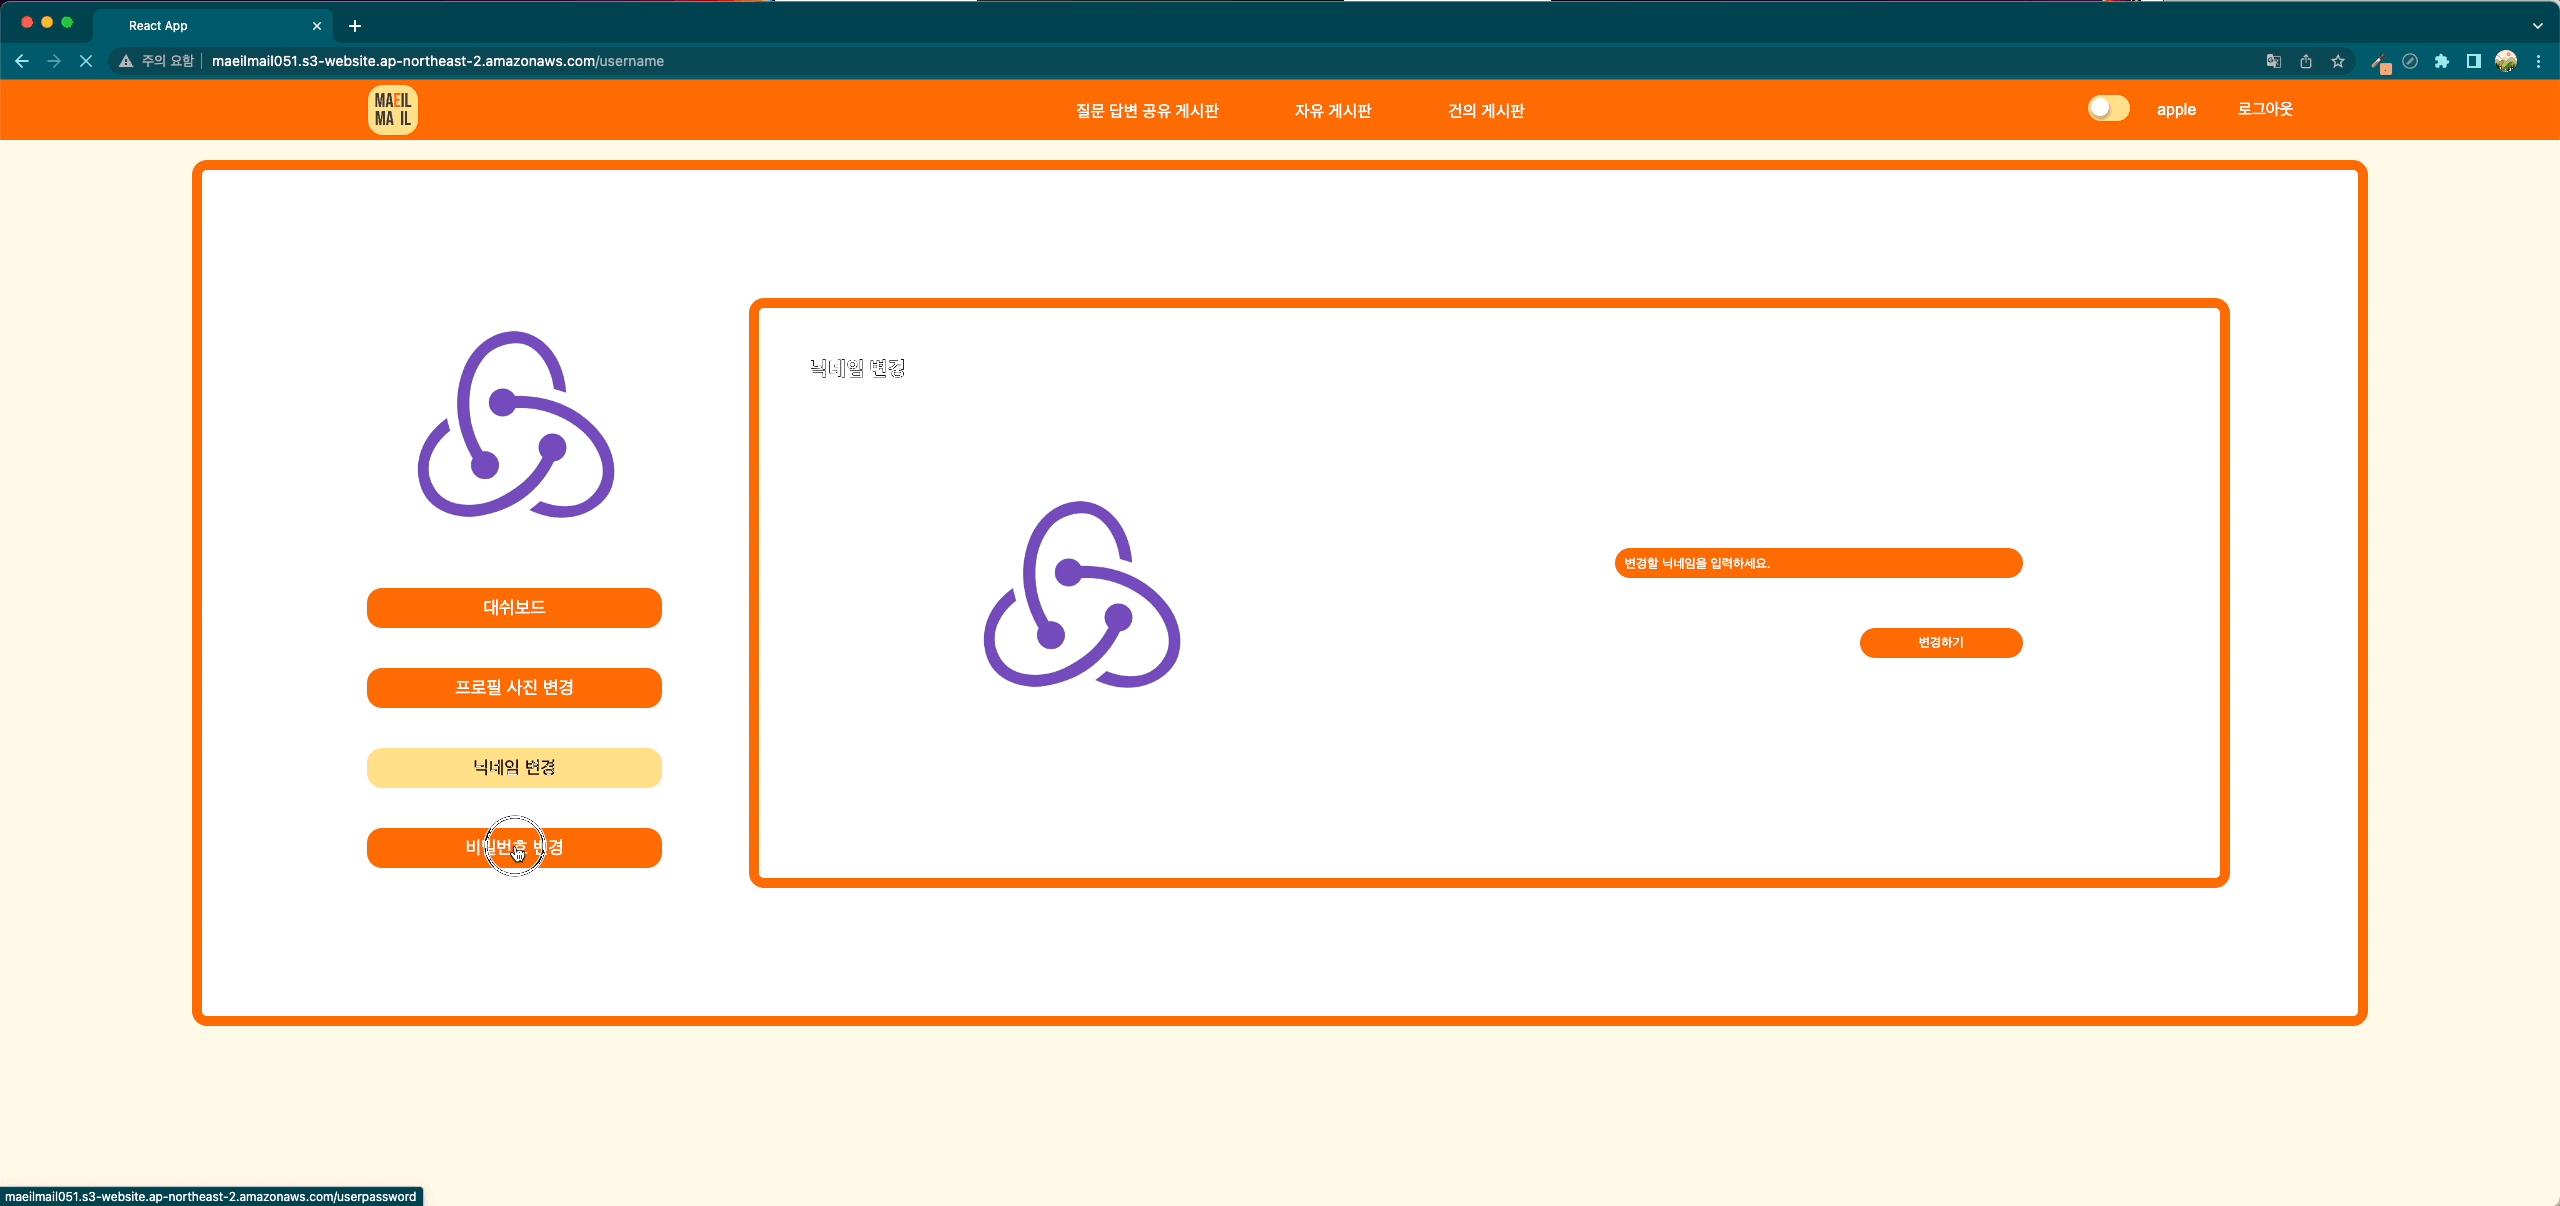 React App
주의 요함
maeilmail051.s3-website.ap-northeast-2.amazonaws.com/username
MAEIL
MA IL
질문 답변 공유 게시판
자유 게시판
건의 게시판
apple
로그아웃
닉네임 변경
변경할 닉네임을 입력하세요.
변경하기
대쉬보드
프로필 사진 변경
닉네임 변경
비밀번호 변경
maeilmail051.s3-website.ap-northeast-2.amazonaws.com/userpassword